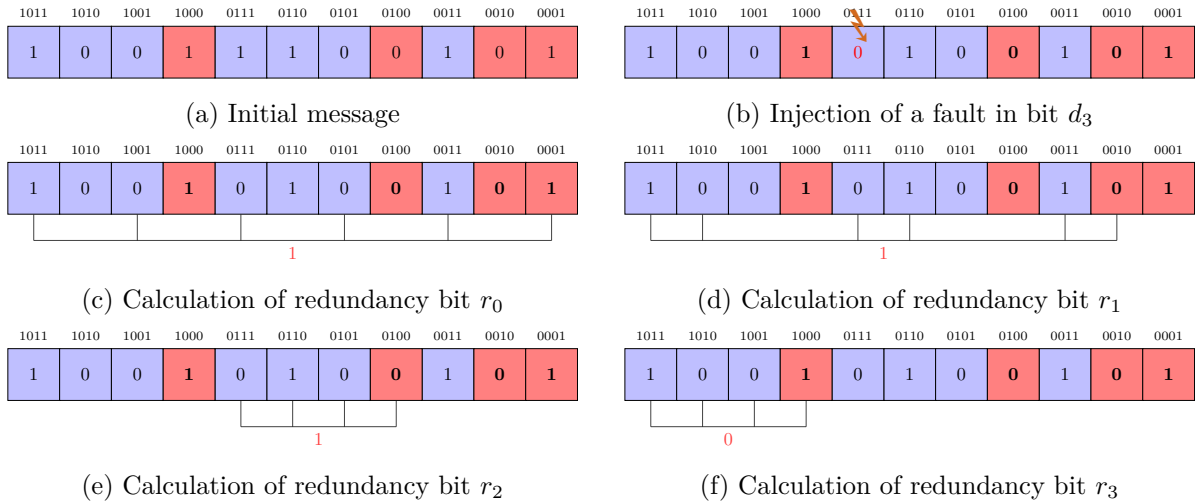 1011 1010 1001 1000 0111 0110 0101 0100 0011 0010 0001
1 0 0 1 1 1 0 0 1 0 1
(a) Initial message
1011 1010 1001 1000 0111 0110 0101 0100 0011 0010 0001
1 0 0 1 0 1 0 0 1 0 1
(b) Injection of a fault in bit d₃
1011 1010 1001 1000 0111 0110 0101 0100 0011 0010 0001
1 0 0 1 0 1 0 0 1 0 1
1
(c) Calculation of redundancy bit r₀
1011 1010 1001 1000 0111 0110 0101 0100 0011 0010 0001
1 0 0 1 0 1 0 0 1 0 1
1
(d) Calculation of redundancy bit r₁
1011 1010 1001 1000 0111 0110 0101 0100 0011 0010 0001
1 0 0 1 0 1 0 0 1 0 1
1
(e) Calculation of redundancy bit r₂
1011 1010 1001 1000 0111 0110 0101 0100 0011 0010 0001
1 0 0 1 0 1 0 0 1 0 1
0
(f) Calculation of redundancy bit r₃